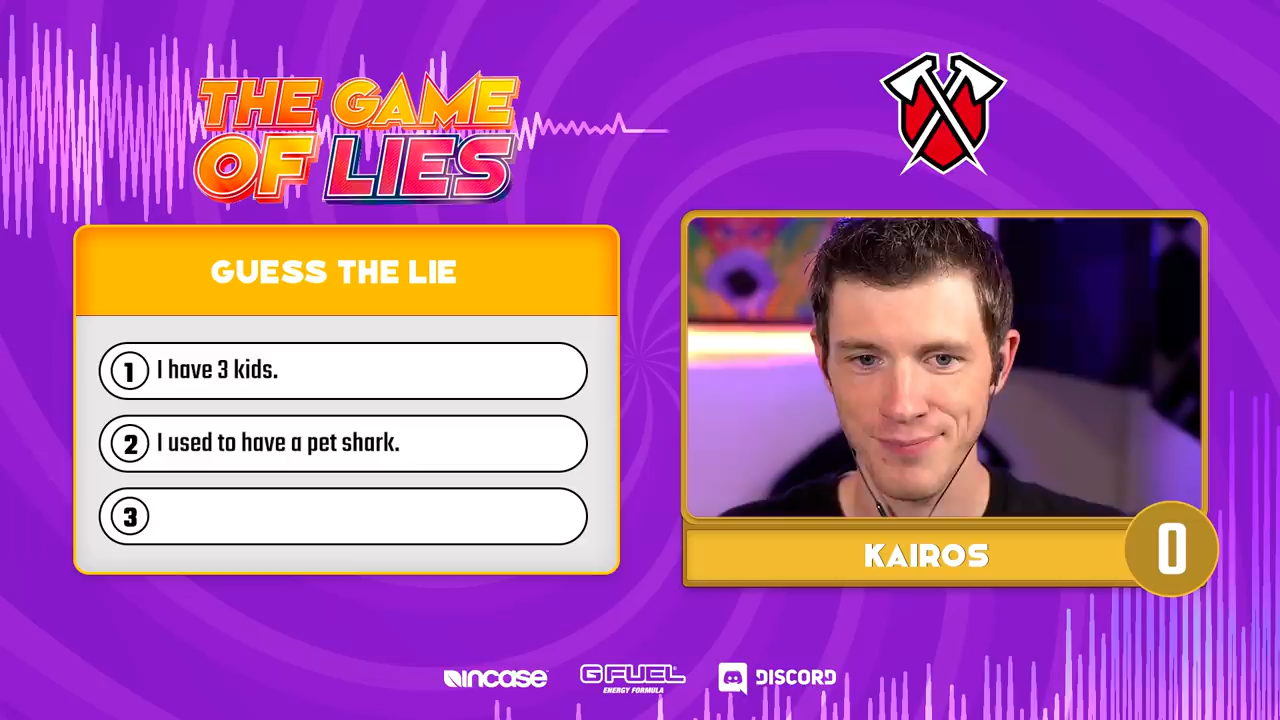 THE GAME
OF LIES
GUESS THE LIE
1 I have 3 kids.
2 I used to have a pet shark.
3
KAIROS
0
incase
G FUEL
ENERGY FORMULA
DISCORD